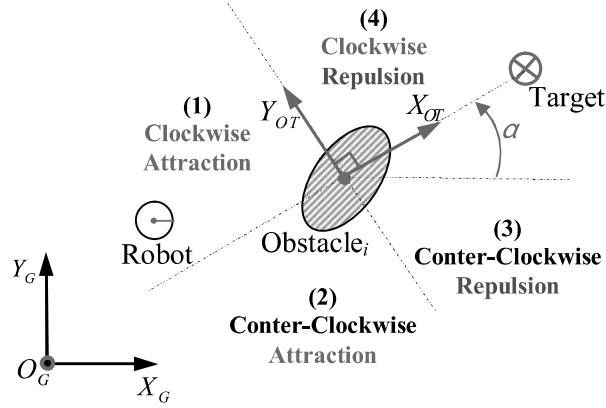 (4)
Clockwise
Repulsion
Y_OT
X_OT
Target
α
(1)
Clockwise
Attraction
Robot
Obstacle_i
(3)
Conter-Clockwise
Repulsion
(2)
Conter-Clockwise
Attraction
Y_G
O_G
X_G